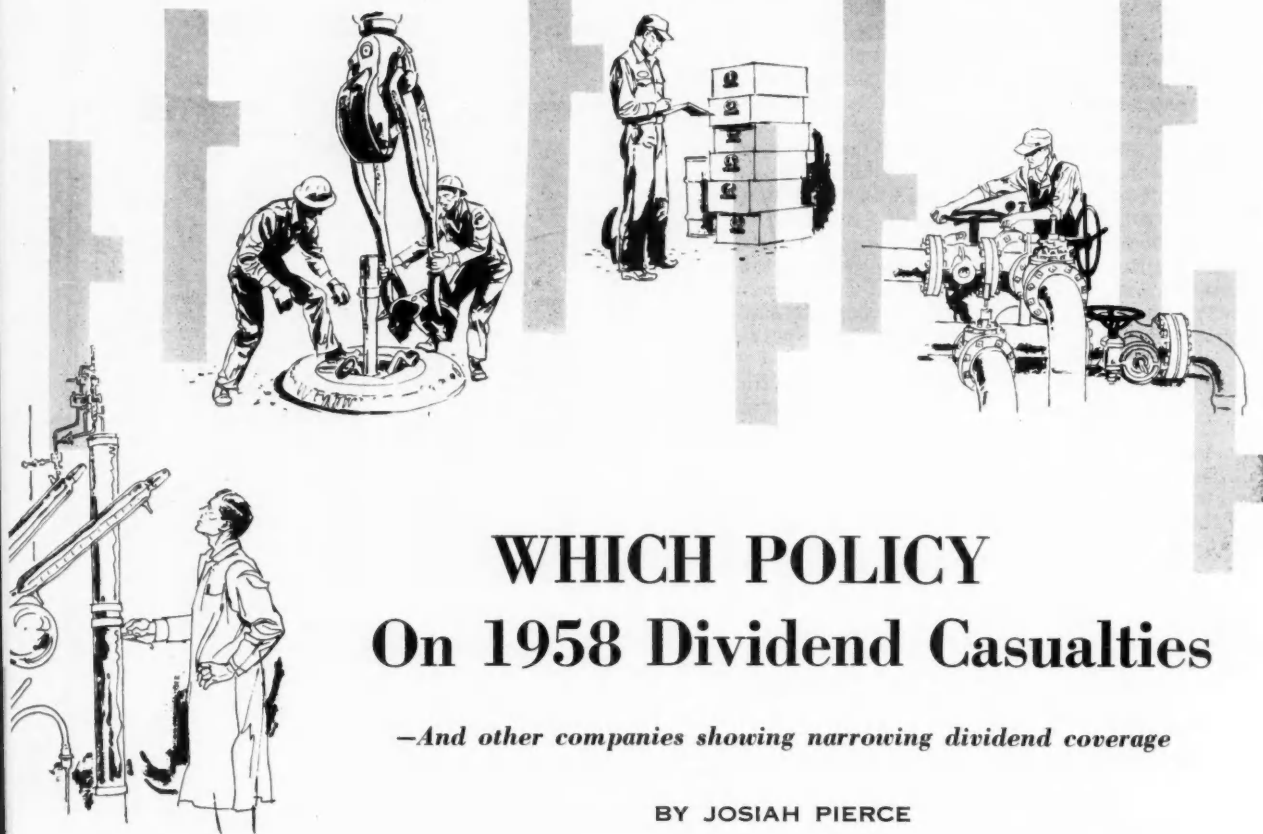 WHICH POLICY
On 1958 Dividend Casualties
—And other companies showing narrowing dividend coverage
BY JOSIAH PIERCE